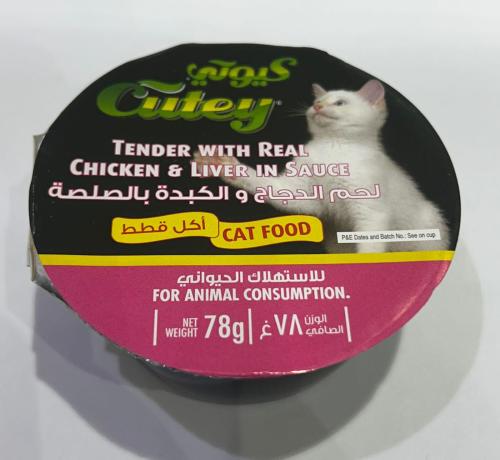 كيوتي
Cutey
TENDER WITH REAL
CHICKEN & LIVER IN SAUCE
لحم الدجاج و الكبدة بالصلصة
أكل قطط
CAT FOOD
P&E Dates and Batch No.: See on cup
للاستهلاك الحيواني
FOR ANIMAL CONSUMPTION.
NET WEIGHT 78g
الوزن الصافي ٧٨ غ